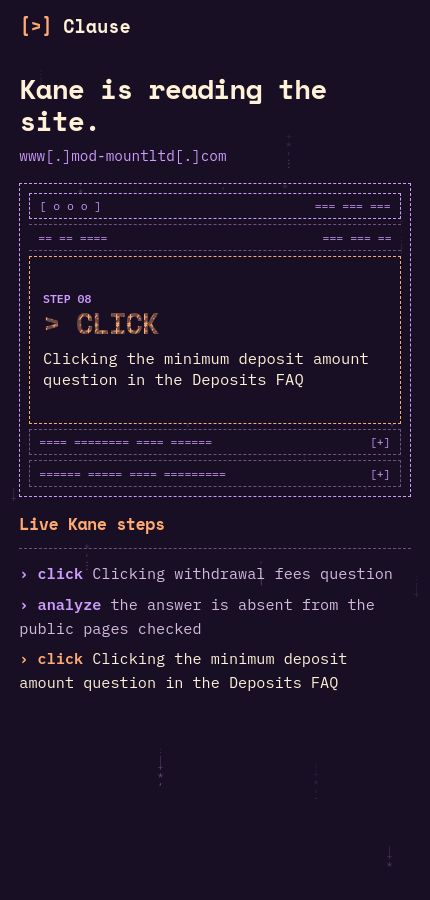 [>] Clause
Kane is reading the
site.
www[.]mod-mountltd[.]com
[ o o o ] === === ===
== == ==== === === ==
STEP 08
> CLICK
Clicking the minimum deposit amount
question in the Deposits FAQ
==== ======== ==== ====== [+]
====== ===== ==== ========= [+]
Live Kane steps
› click Clicking withdrawal fees question
› analyze the answer is absent from the
public pages checked
› click Clicking the minimum deposit
amount question in the Deposits FAQ